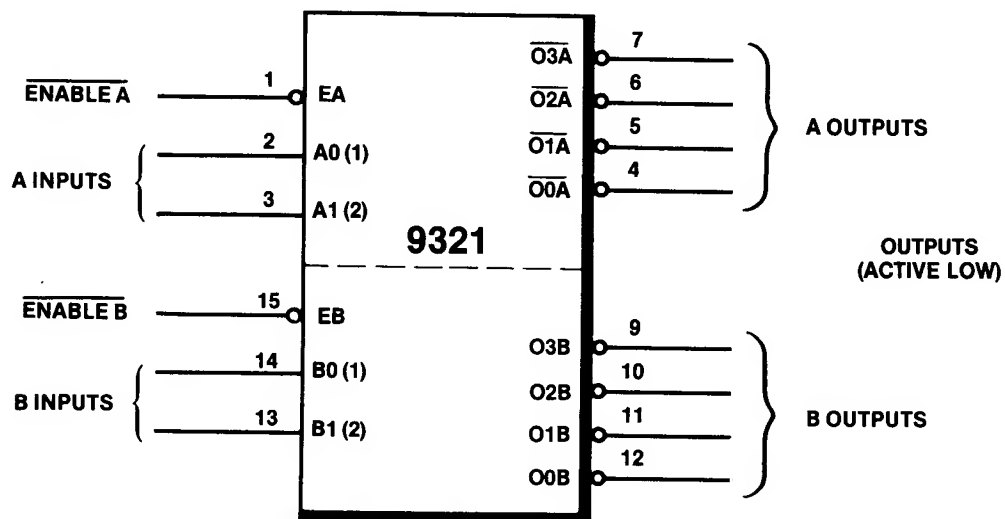 7
O3A
6
O2A
5
O1A
4
O0A
A OUTPUTS
ENABLE A
1
EA
2
A0 (1)
A INPUTS
3
A1 (2)
9321
OUTPUTS
(ACTIVE LOW)
ENABLE B
15
EB
14
B0 (1)
B INPUTS
13
B1 (2)
9
O3B
10
O2B
11
O1B
12
O0B
B OUTPUTS